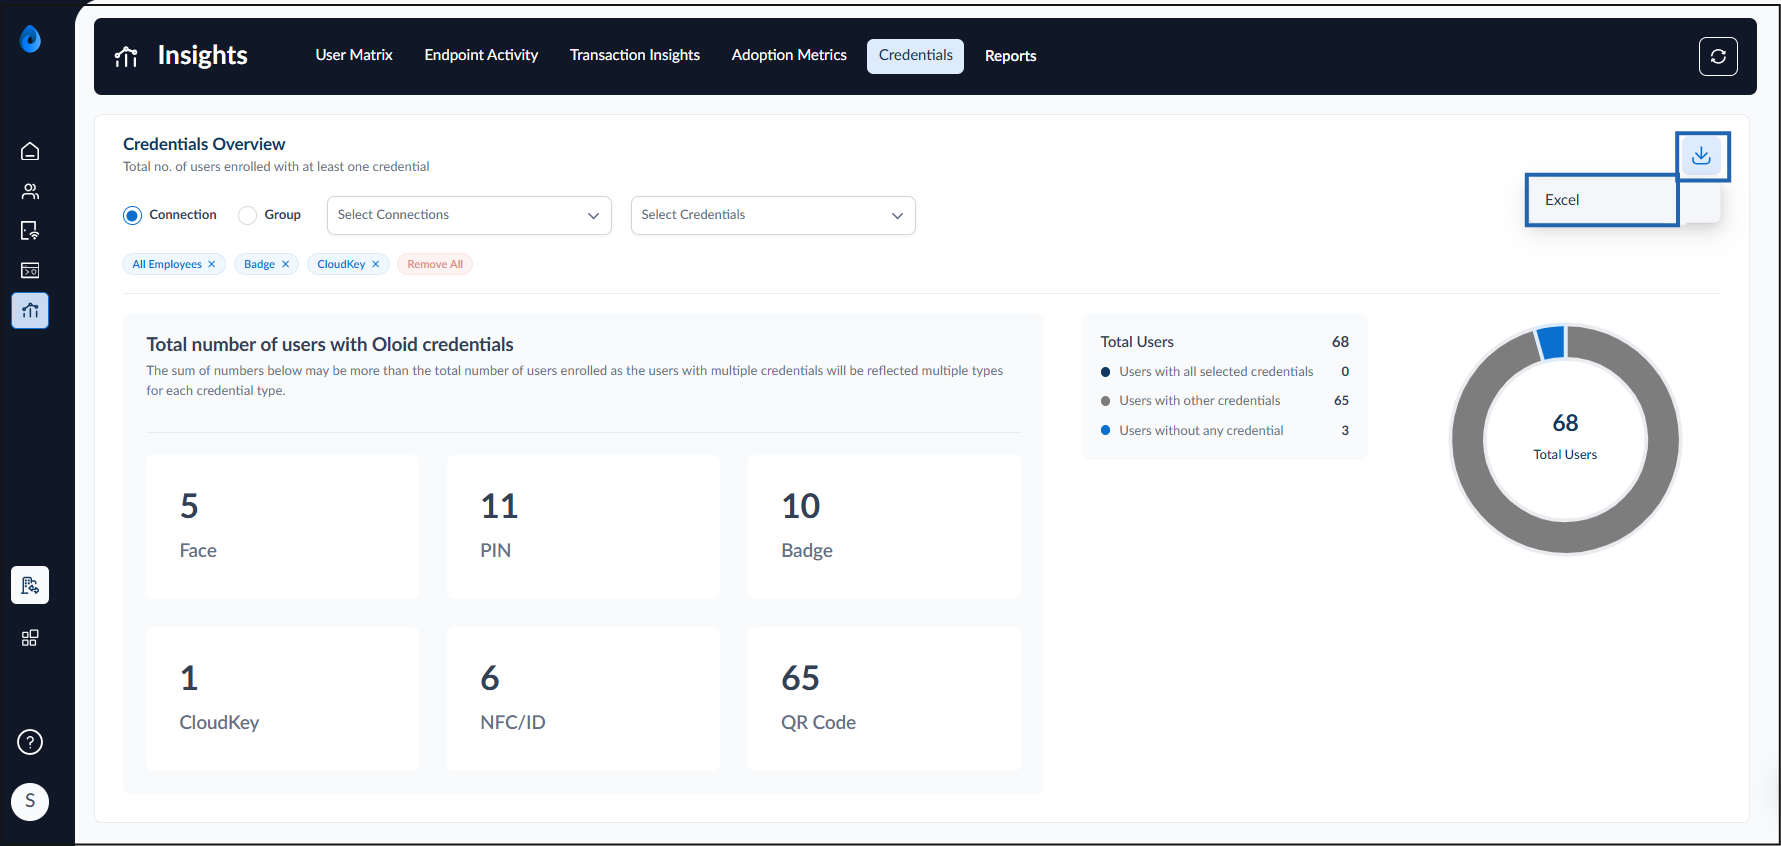 Insights
User Matrix
Endpoint Activity
Transaction Insights
Adoption Metrics
Credentials
Reports
Credentials Overview
Total no. of users enrolled with at least one credential
Excel
Connection
Group
Select Connections
Select Credentials
All Employees ×
Badge ×
CloudKey ×
Remove All
Total number of users with Oloid credentials
The sum of numbers below may be more than the total number of users enrolled as the users with multiple credentials will be reflected multiple types
for each credential type.
5
Face
11
PIN
10
Badge
1
CloudKey
6
NFC/ID
65
QR Code
Total Users 68
Users with all selected credentials 0
Users with other credentials 65
Users without any credential 3
68
Total Users
?
S